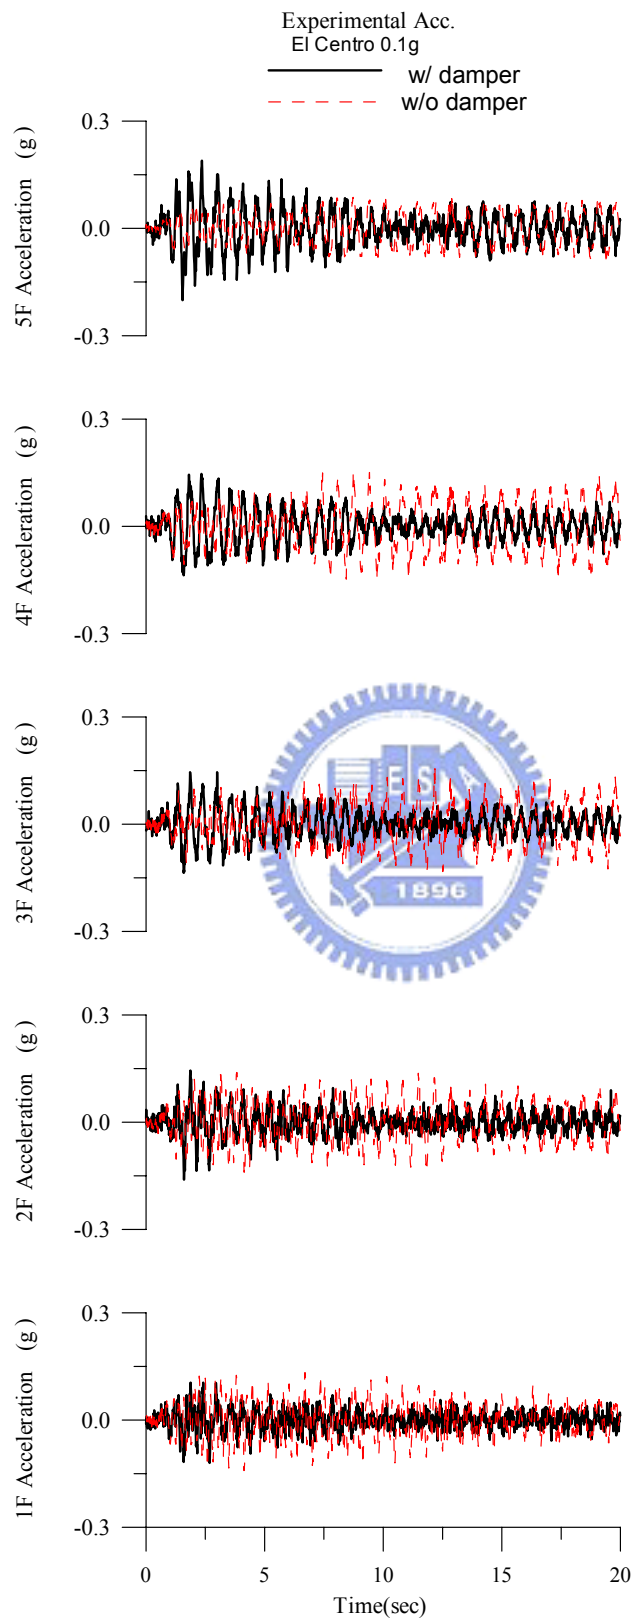 Experimental Acc.
El Centro 0.1g
w/ damper
w/o damper
5F Acceleration (g)
0.3
0.0
-0.3
4F Acceleration (g)
0.3
0.0
-0.3
3F Acceleration (g)
0.3
0.0
-0.3
ES
1896
2F Acceleration (g)
0.3
0.0
-0.3
1F Acceleration (g)
0.3
0.0
-0.3
0 5 10 15 20
Time(sec)